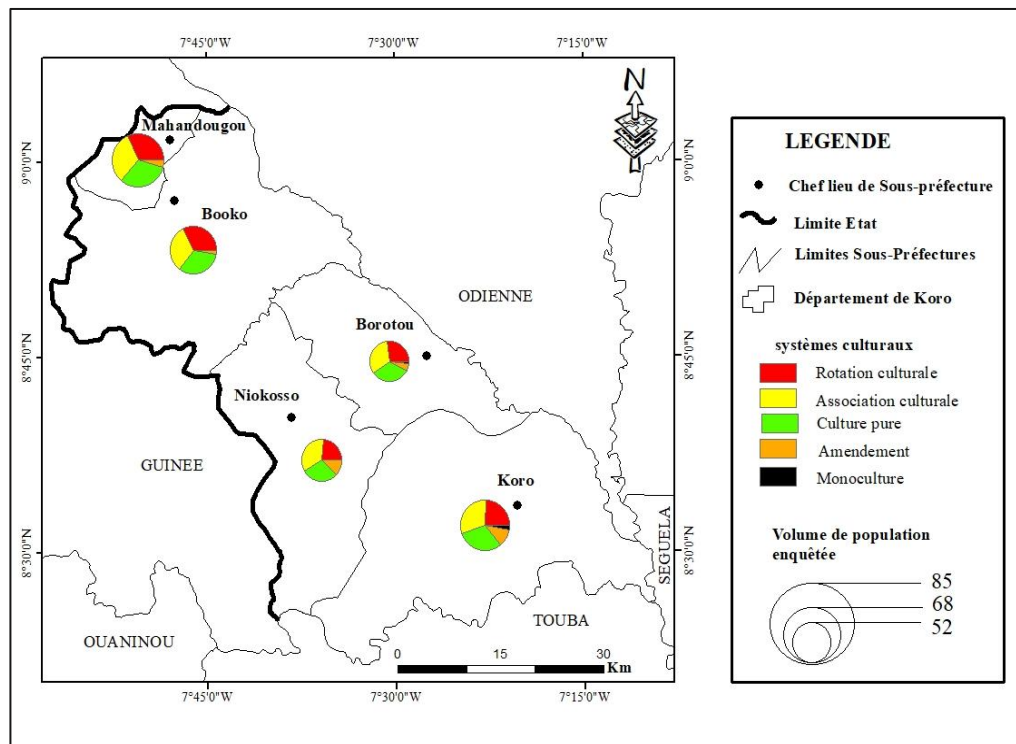 7°45'0"W 7°30'0"W 7°15'0"W
N
Mahandougou
9°0'0"N 9°0'0"N
Booko
ODIENNE
Borotou
8°45'0"N 8°45'0"N
Niokosso
GUINEE
Koro
SEGUELA
8°30'0"N 8°30'0"N
OUANINOU
TOUBA
0 15 30
Km
7°45'0"W 7°30'0"W 7°15'0"W
LEGENDE
Chef lieu de Sous-préfecture
Limite Etat
Limites Sous-Préfectures
Département de Koro
systèmes culturaux
Rotation culturale
Association culturale
Culture pure
Amendement
Monoculture
Volume de population
enquêtée
85
68
52